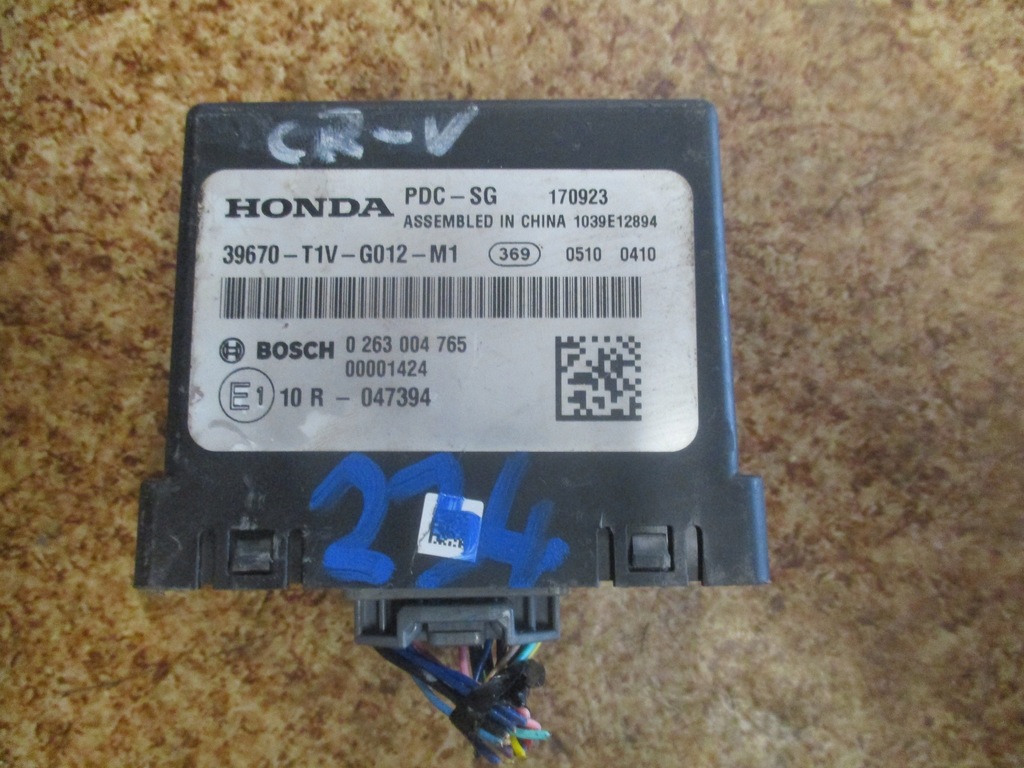 CR-V
HONDA PDC-SG 170923
ASSEMBLED IN CHINA 1039E12894
39670-T1V-G012-M1 369 0510 0410
BOSCH 0 263 004 765
00001424
E1 10 R - 047394
274